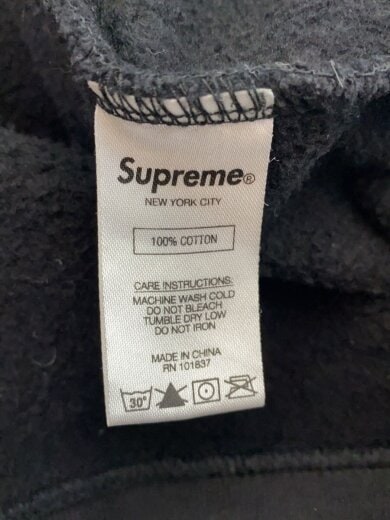 Supreme®
NEW YORK CITY
100% COTTON
CARE INSTRUCTIONS:
MACHINE WASH COLD
DO NOT BLEACH
TUMBLE DRY LOW
DO NOT IRON
MADE IN CHINA
RN 101837
30°